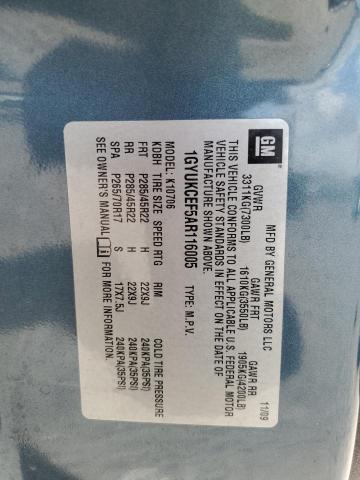 GM
MFD BY GENERAL MOTORS LLC 11/09
GVWR GAWR FRT GAWR RR
3311KG(7300LB) 1610KG(3550LB) 1905KG(4200LB)
THIS VEHICLE CONFORMS TO ALL APPLICABLE U.S. FEDERAL MOTOR
VEHICLE SAFETY STANDARDS IN EFFECT ON THE DATE OF
MANUFACTURE SHOWN ABOVE.
1GYUKCEF5AR116005 TYPE: M.P.V.
MODEL: K10706
KDBH TIRE SIZE SPEED RTG RIM COLD TIRE PRESSURE
FRT P285/45R22 H 22X9J 240KPA(35PSI)
RR P285/45R22 H 22X9J 240KPA(35PSI)
SPA P265/70R17 S 17X7.5J 240KPA(35PSI)
SEE OWNER'S MANUAL FOR MORE INFORMATION.